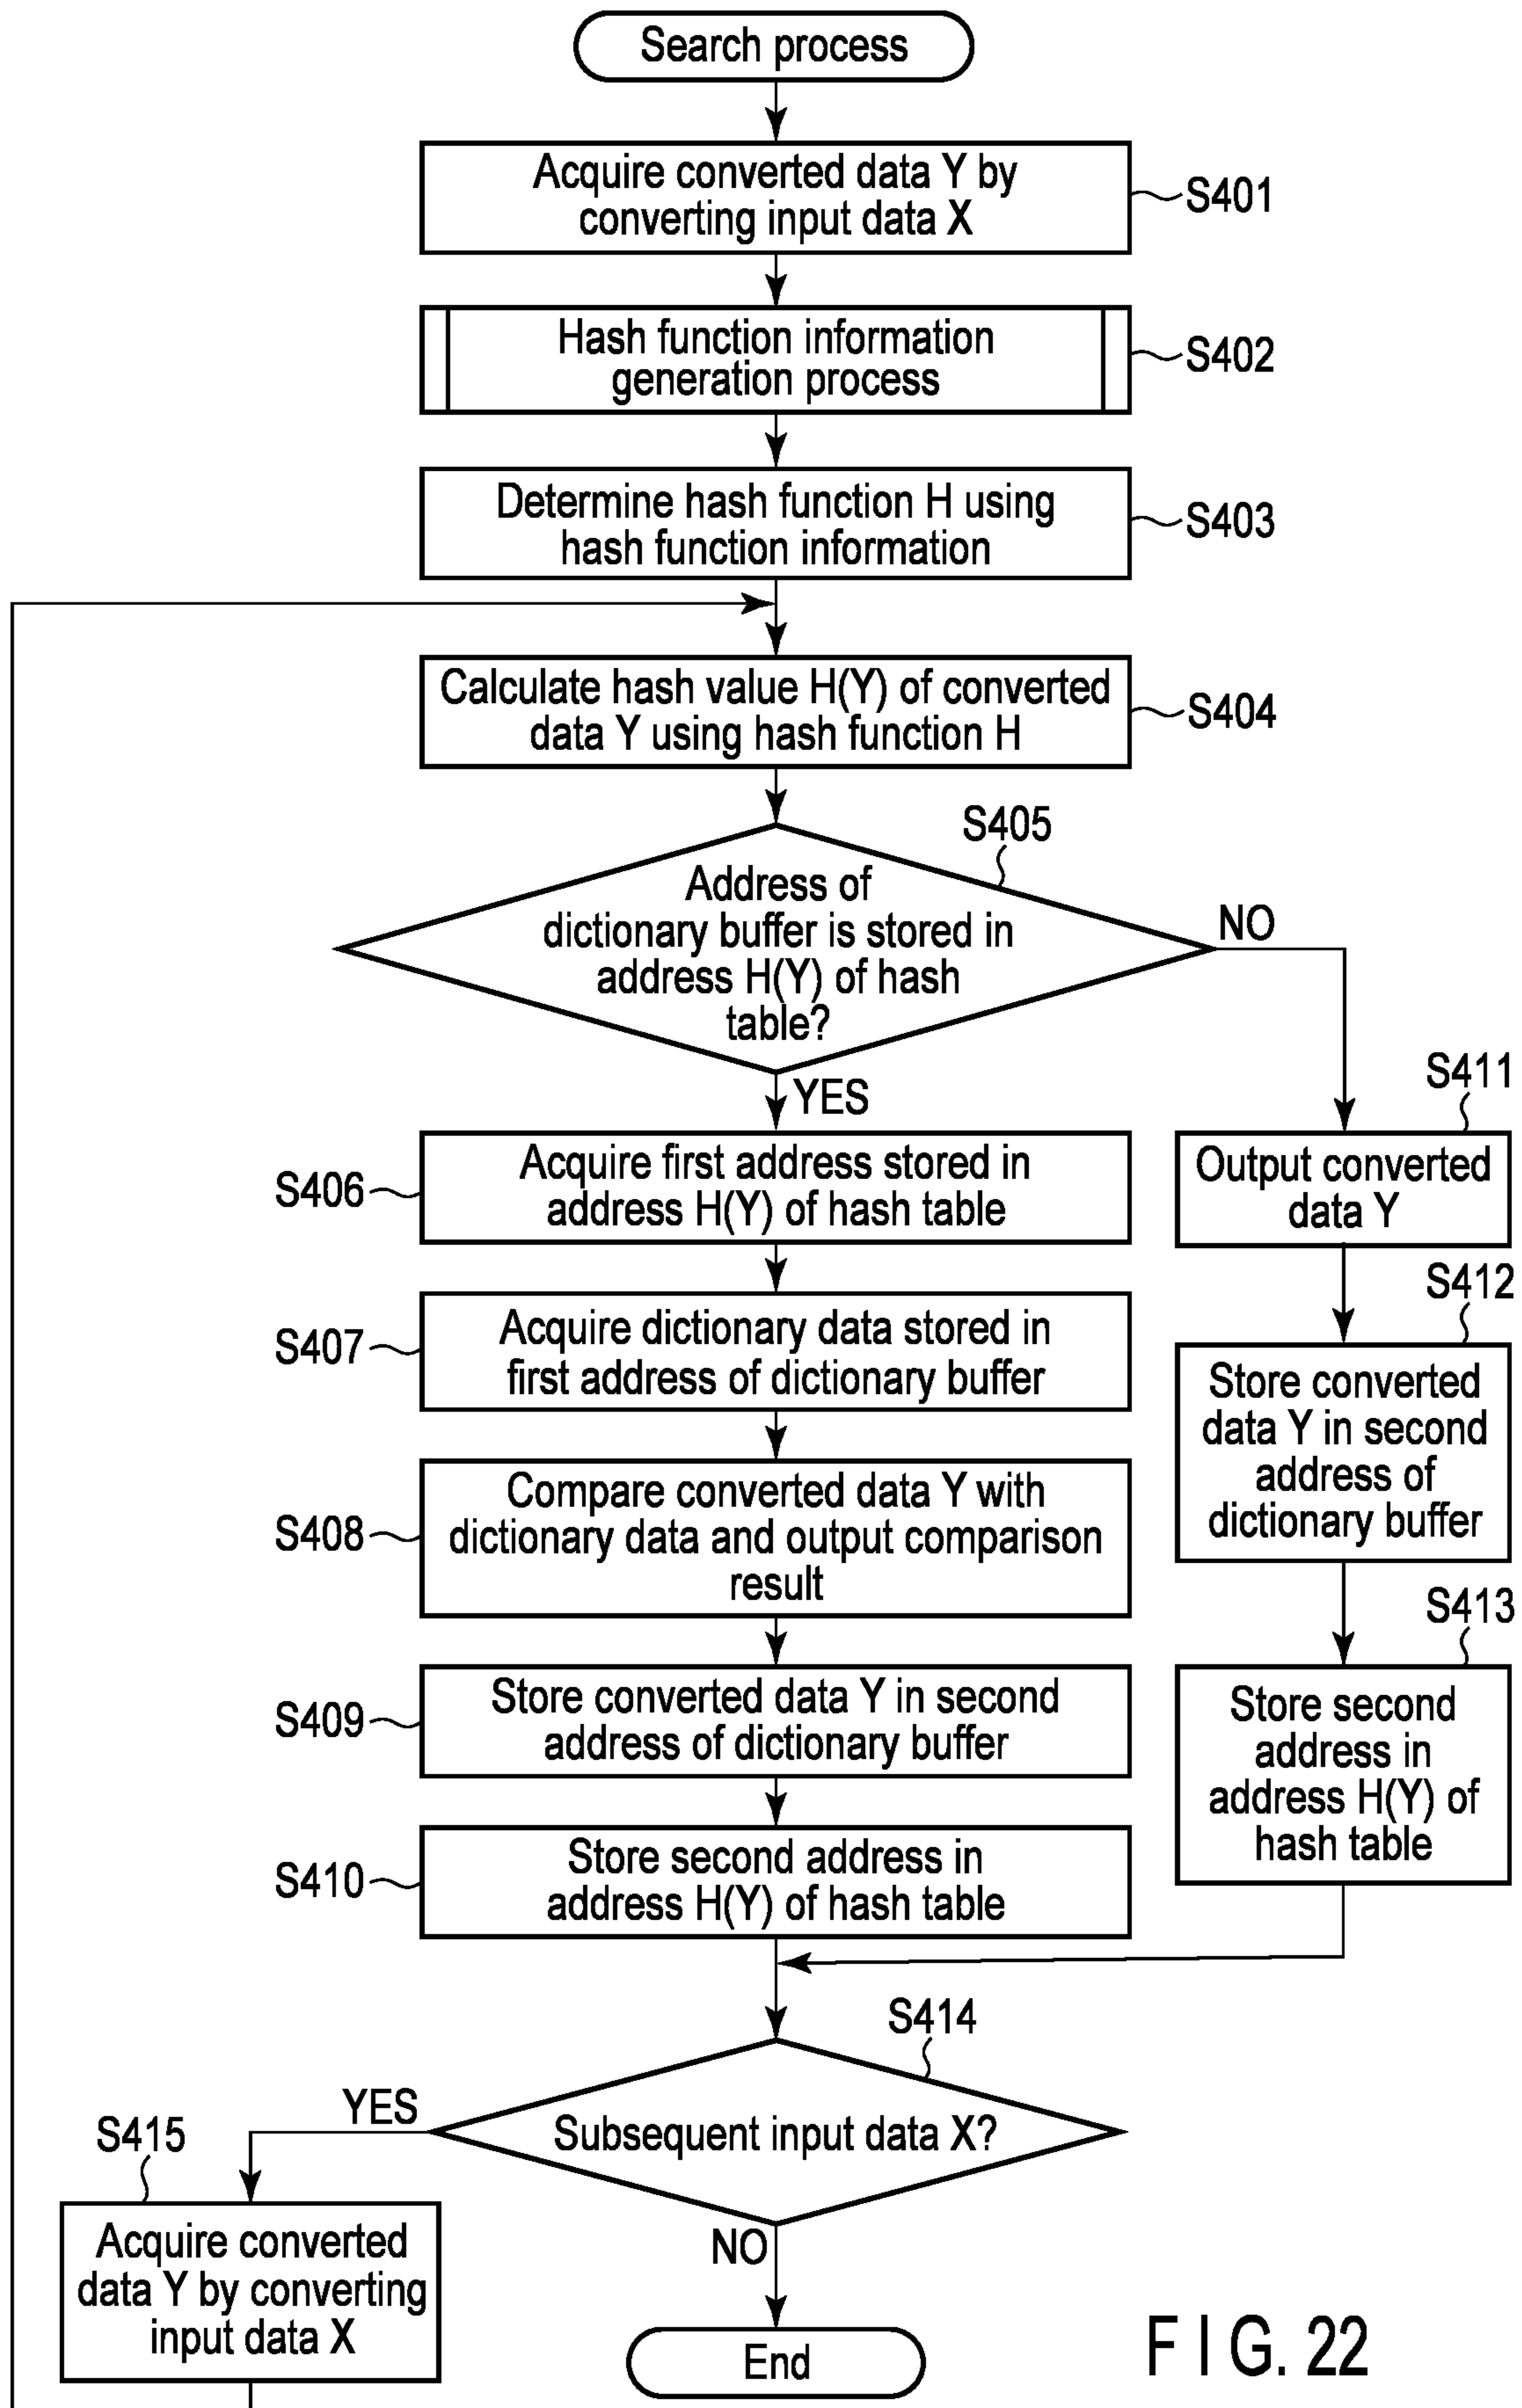 Search process
Acquire converted data Y by
converting input data X
S401
Hash function information
generation process
S402
Determine hash function H using
hash function information
S403
Calculate hash value H(Y) of converted
data Y using hash function H
S404
S405
Address of
dictionary buffer is stored in
address H(Y) of hash
table?
NO
YES
S406
Acquire first address stored in
address H(Y) of hash table
S411
Output converted
data Y
S407
Acquire dictionary data stored in
first address of dictionary buffer
S412
Store converted
data Y in second
address of
dictionary buffer
S408
Compare converted data Y with
dictionary data and output comparison
result
S409
Store converted data Y in second
address of dictionary buffer
S413
Store second
address in
address H(Y) of
hash table
S410
Store second address in
address H(Y) of hash table
S414
Subsequent input data X?
YES
S415
Acquire converted
data Y by converting
input data X
NO
End
FIG. 22